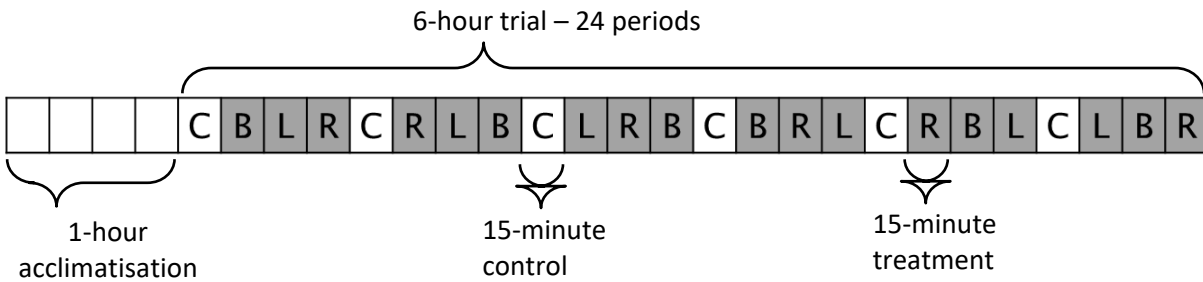 6-hour trial – 24 periods
C B L R C R L B C L R B C B R L C R B L C L B R
1-hour
acclimatisation
15-minute
control
15-minute
treatment